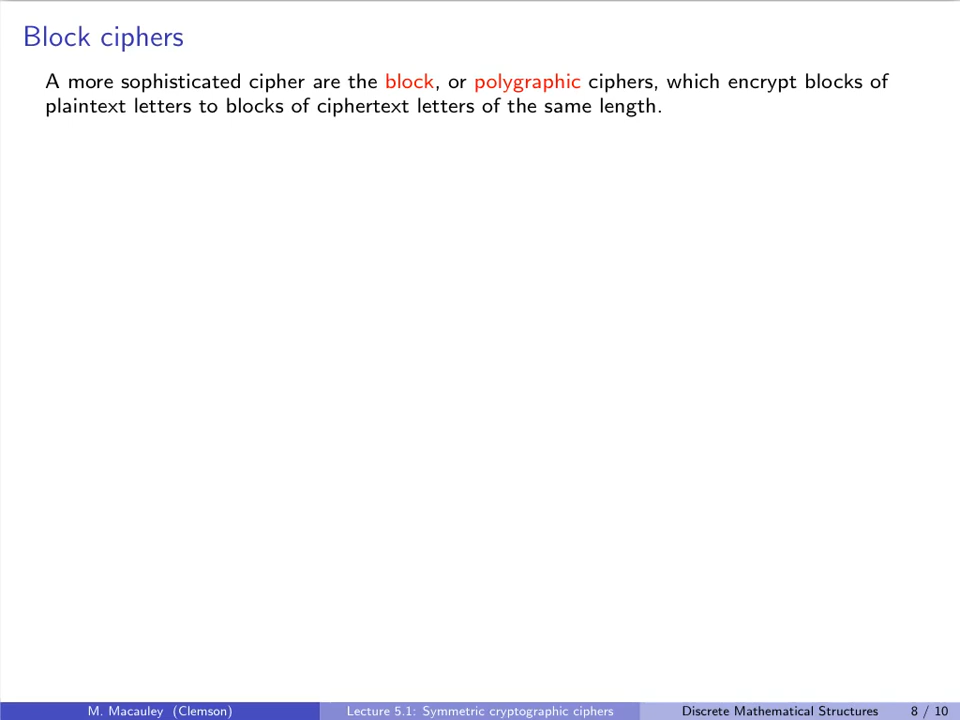 Block ciphers
A more sophisticated cipher are the block, or polygraphic ciphers, which encrypt blocks of
plaintext letters to blocks of ciphertext letters of the same length.
M. Macauley (Clemson) Lecture 5.1: Symmetric cryptographic ciphers Discrete Mathematical Structures 8 / 10